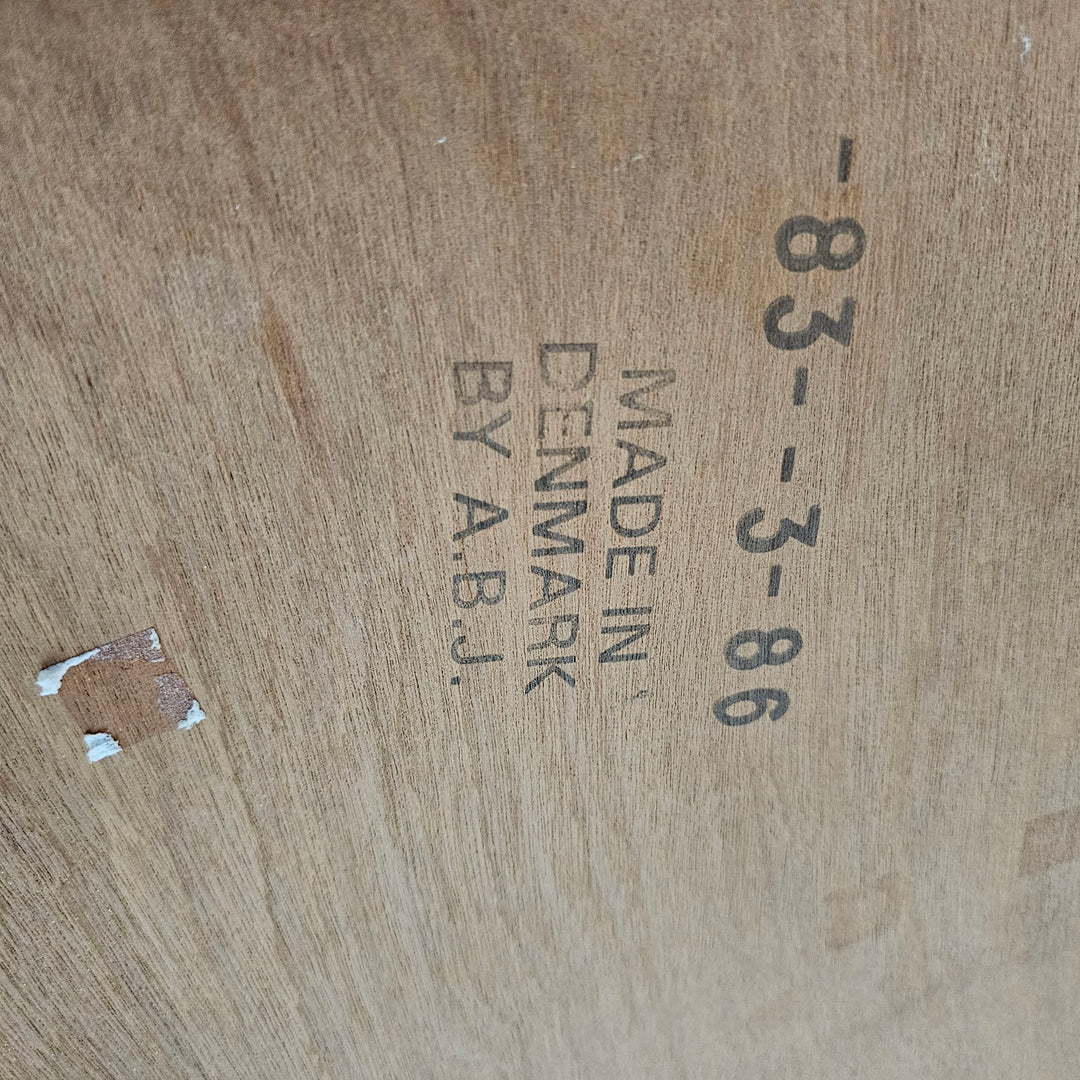 -83--3-86
MADE IN
DENMARK
BY A.B.J.